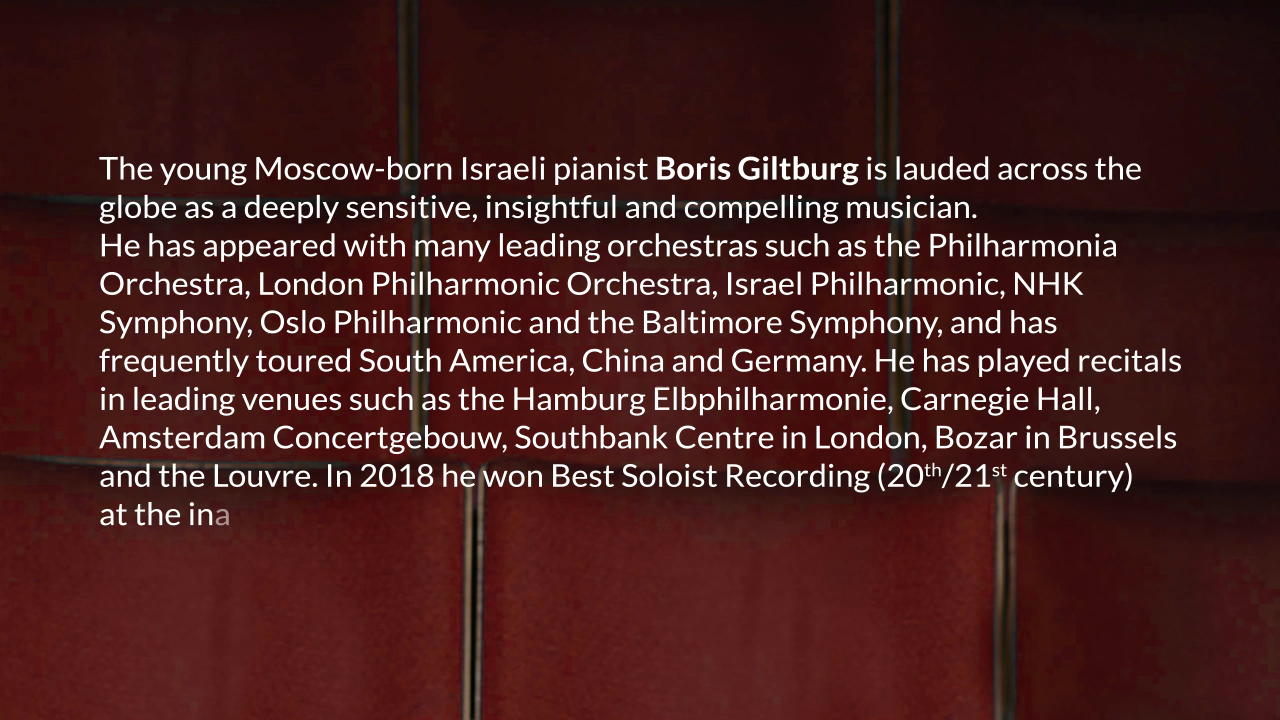 The young Moscow-born Israeli pianist Boris Giltburg is lauded across the
globe as a deeply sensitive, insightful and compelling musician.
He has appeared with many leading orchestras such as the Philharmonia
Orchestra, London Philharmonic Orchestra, Israel Philharmonic, NHK
Symphony, Oslo Philharmonic and the Baltimore Symphony, and has
frequently toured South America, China and Germany. He has played recitals
in leading venues such as the Hamburg Elbphilharmonie, Carnegie Hall,
Amsterdam Concertgebouw, Southbank Centre in London, Bozar in Brussels
and the Louvre. In 2018 he won Best Soloist Recording (20th/21st century)
at the ina